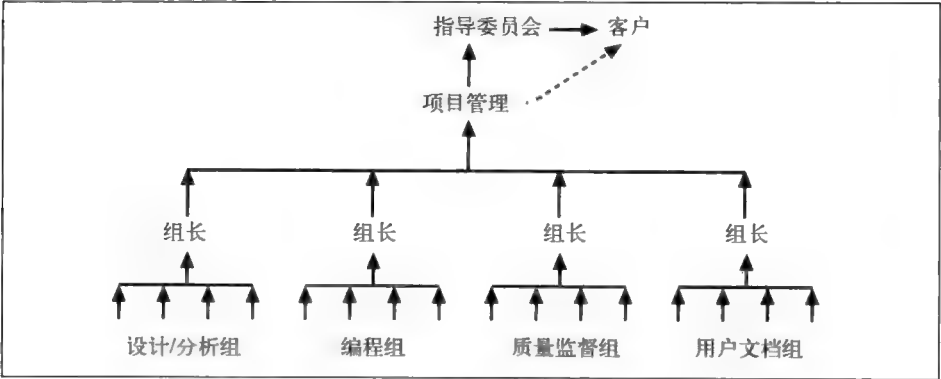 指导委员会 客户
项目管理
组长 组长 组长 组长
设计/分析组 编程组 质量监督组 用户文档组